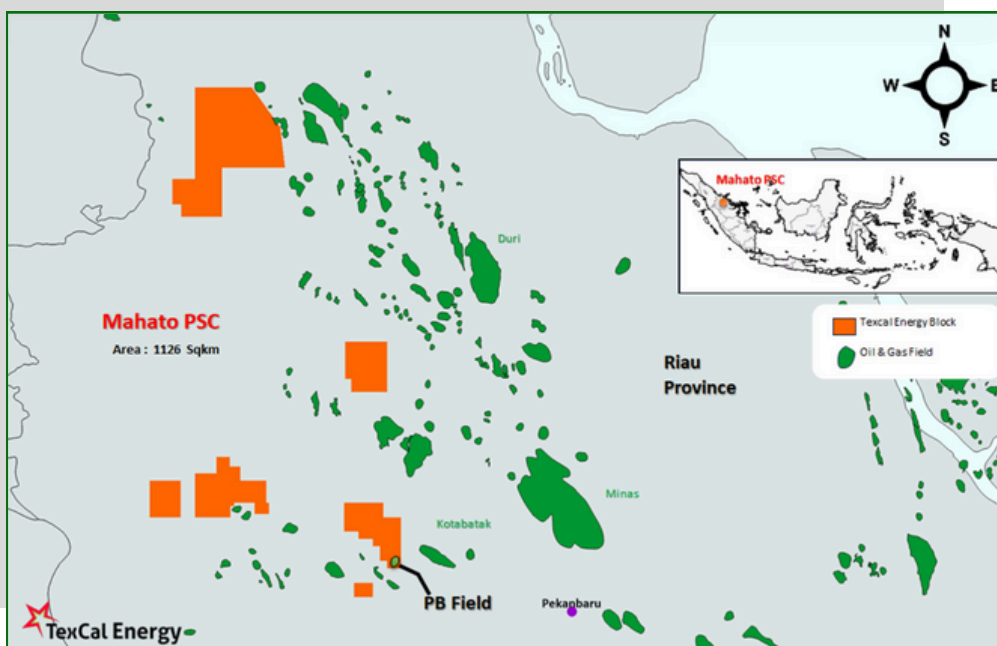 N
W
E
S
Mahato PSC
Duri
Mahato PSC
Area : 1126 Sqkm
Texcal Energy Block
Oil & Gas Field
Riau
Province
Minas
Kotabatak
PB Field
Pekanbaru
TexCal Energy